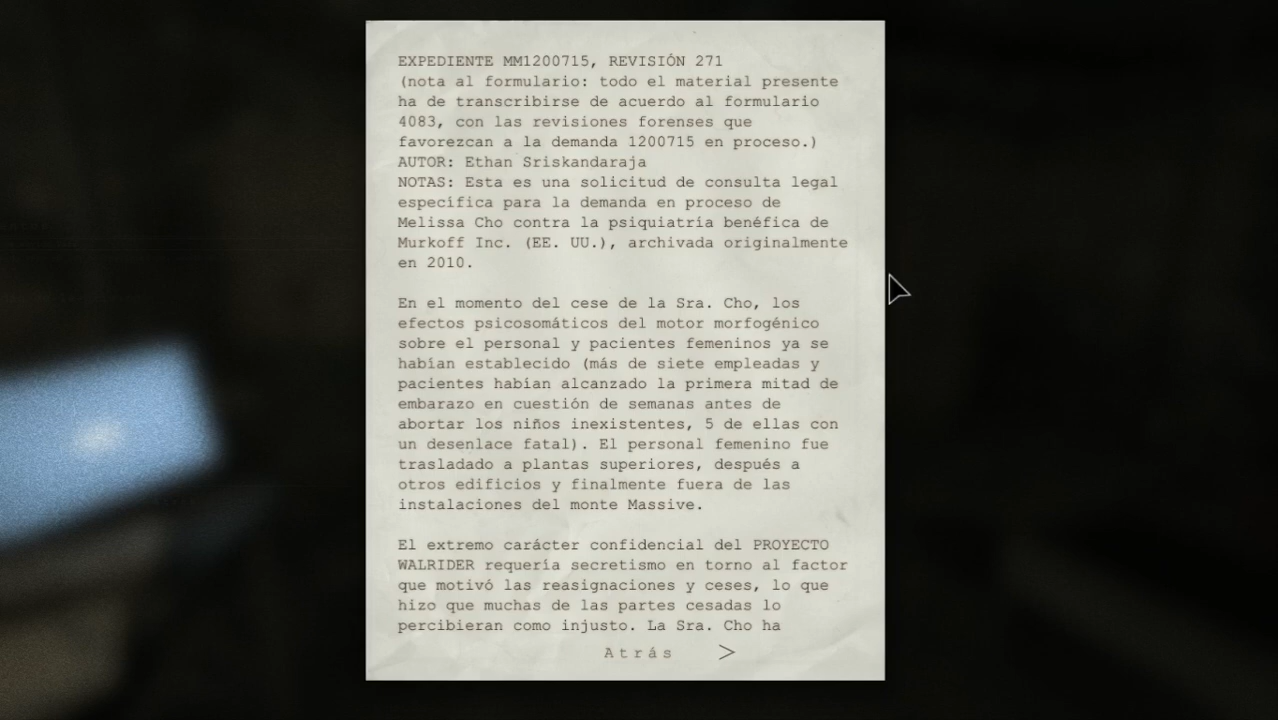 EXPEDIENTE MM1200715, REVISIÓN 271
(nota al formulario: todo el material presente
ha de transcribirse de acuerdo al formulario
4083, con las revisiones forenses que
favorezcan a la demanda 1200715 en proceso.)
AUTOR: Ethan Sriskandaraja
NOTAS: Esta es una solicitud de consulta legal
específica para la demanda en proceso de
Melissa Cho contra la psiquiatría benéfica de
Murkoff Inc. (EE. UU.), archivada originalmente
en 2010.
En el momento del cese de la Sra. Cho, los
efectos psicosomáticos del motor morfogénico
sobre el personal y pacientes femeninos ya se
habían establecido (más de siete empleadas y
pacientes habían alcanzado la primera mitad de
embarazo en cuestión de semanas antes de
abortar los niños inexistentes, 5 de ellas con
un desenlace fatal). El personal femenino fue
trasladado a plantas superiores, después a
otros edificios y finalmente fuera de las
instalaciones del monte Massive.
El extremo carácter confidencial del PROYECTO
WALRIDER requería secretismo en torno al factor
que motivó las reasignaciones y ceses, lo que
hizo que muchas de las partes cesadas lo
percibieran como injusto. La Sra. Cho ha
Atrás >